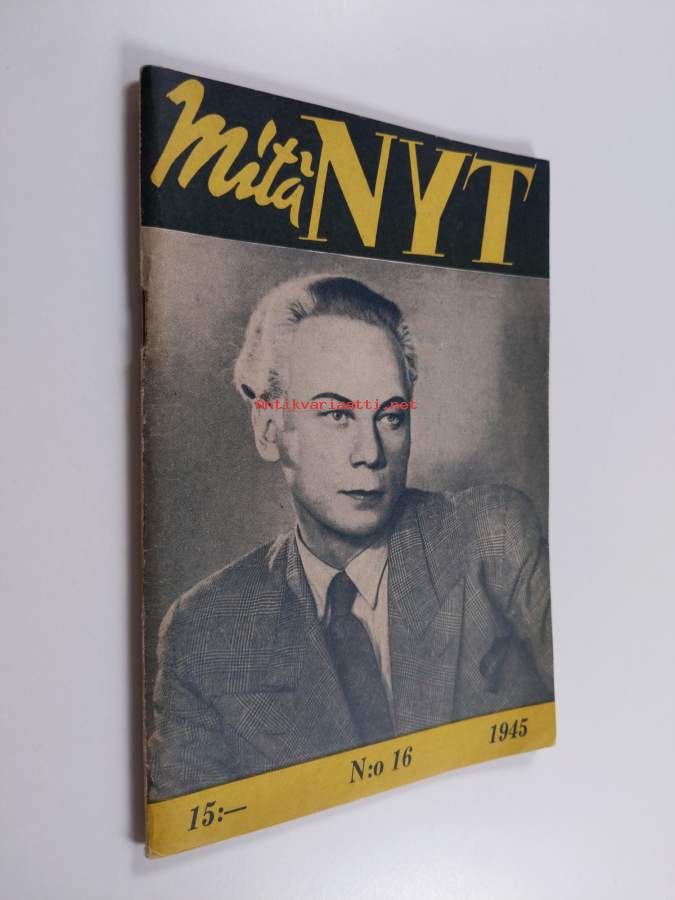 Mitä NYT
Antikvariaatti.net
15:— N:o 16 1945